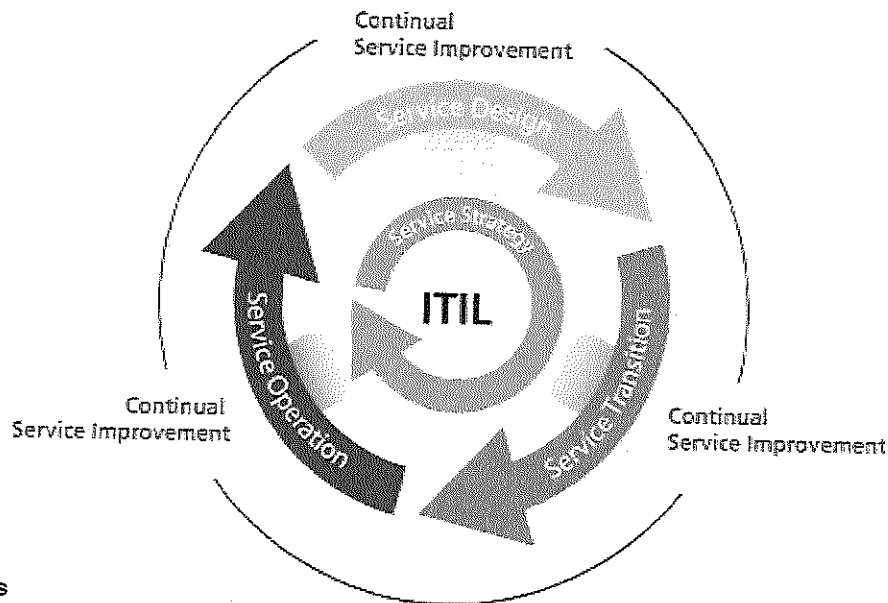 Continual
Service Improvement
Service Design
Service Strategy
ITIL
Service Operation
Service Transition
Continual
Service Improvement
Continual
Service Improvement
s